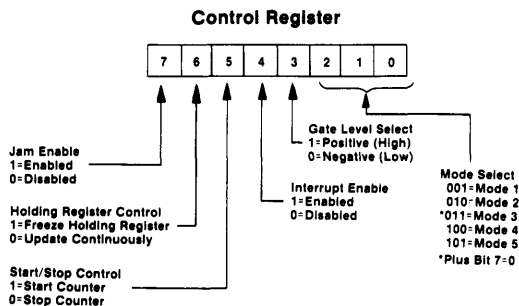 Control Register
7 6 5 4 3 2 1 0
Jam Enable
1=Enabled
0=Disabled
Holding Register Control
1=Freeze Holding Register
0=Update Continuously
Start/Stop Control
1=Start Counter
0=Stop Counter
Gate Level Select
1=Positive (High)
0=Negative (Low)
Interrupt Enable
1=Enabled
0=Disabled
Mode Select
001=Mode 1
010=Mode 2
*011=Mode 3
100=Mode 4
101=Mode 5
*Plus Bit 7=0